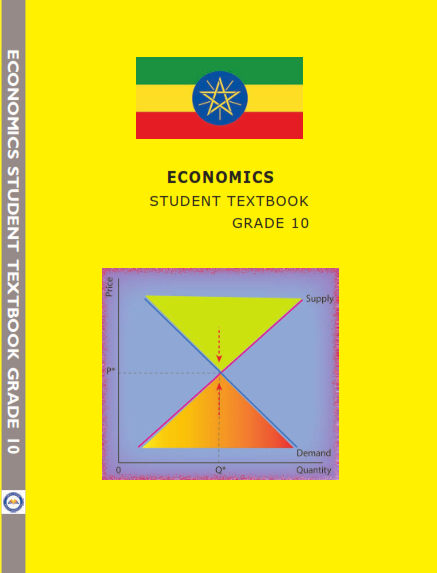 ECONOMICS STUDENT TEXTBOOK GRADE 10
ECONOMICS
STUDENT TEXTBOOK
GRADE 10
Price
Supply
P*
Demand
0
Q*
Quantity